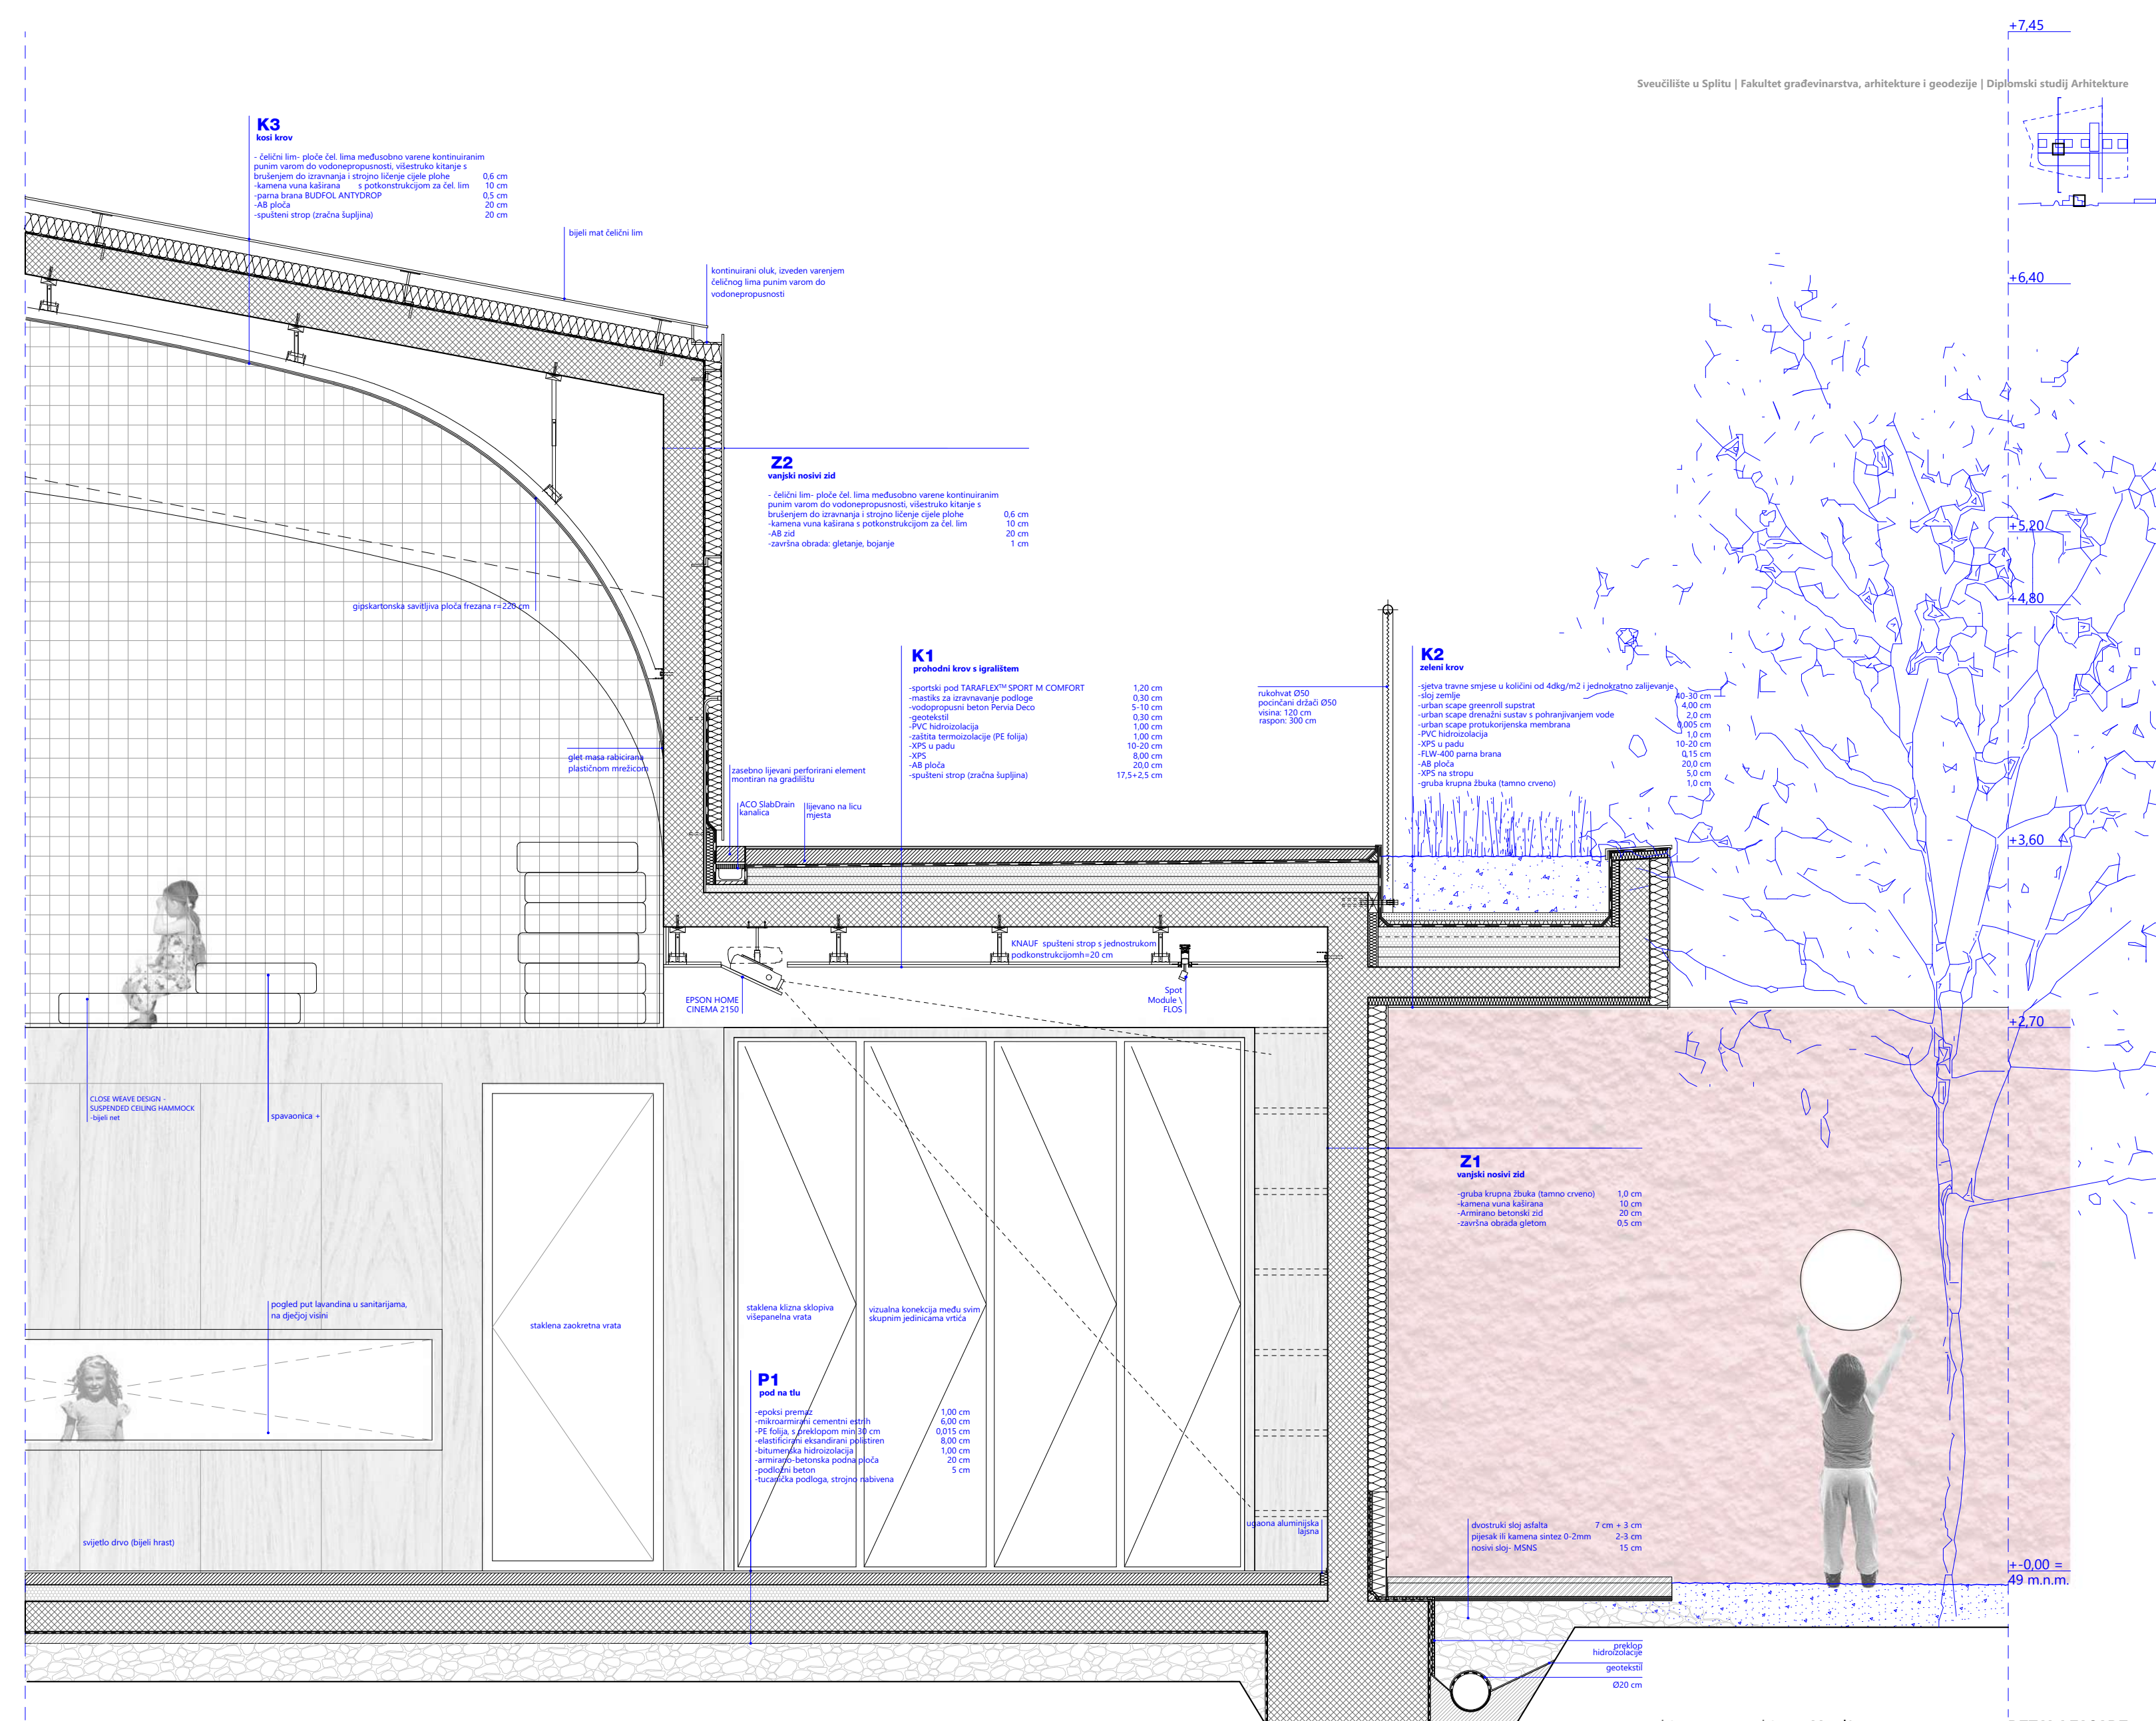 +7,45
Sveučilište u Splitu | Fakultet građevinarstva, arhitekture i geodezije | Diplomski studij Arhitekture
K3
kosi krov
- čelični lim- ploče čel. lima međusobno varene kontinuiranim
punim varom do vodonepropusnosti, višestruko kitanje s
brušenjem do izravnanja i strojno ličenje cijele plohe 0,6 cm
-kamena vuna kaširana s potkonstrukcijom za čel. lim 10 cm
-parna brana BUDFOL ANTYDROP 0,5 cm
-AB ploča 20 cm
-spušteni strop (zračna šupljina) 20 cm
bijeli mat čelični lim
kontinuirani oluk, izveden varenjem
čeličnog lima punim varom do
vodonepropusnosti
+6,40
Z2
vanjski nosivi zid
- čelični lim- ploče čel. lima međusobno varene kontinuiranim
punim varom do vodonepropusnosti, višestruko kitanje s
brušenjem do izravnanja i strojno ličenje cijele plohe 0,6 cm
-kamena vuna kaširana s potkonstrukcijom za čel. lim 10 cm
-AB zid 20 cm
-završna obrada: gletanje, bojanje 1 cm
+5,20
+4,80
gipskartonska savitljiva ploča frezana r=220 cm
K1
prohodni krov s igralištem
-sportski pod TARAFLEX™ SPORT M COMFORT 1,20 cm
-mastiks za izravnavanje podloge 0,30 cm
-vodopropusni beton Pervia Deco 5-10 cm
-geotekstil 0,30 cm
-PVC hidroizolacija 1,00 cm
-zaštita termoizolacije (PE folija) 1,00 cm
-XPS u padu 10-20 cm
-XPS 8,00 cm
-AB ploča 20,0 cm
-spušteni strop (zračna šupljina) 17,5+2,5 cm
rukohvat Ø50
pocinčani držači Ø50
visina: 120 cm
raspon: 300 cm
K2
zeleni krov
-sjetva travne smjese u količini od 4dkg/m2 i jednokratno zalijevanje
-sloj zemlje 40-30 cm
-urban scape greenroll supstrat 4,00 cm
-urban scape drenažni sustav s pohranjivanjem vode 2,0 cm
-urban scape protukorijenska membrana 0,005 cm
-PVC hidroizolacija 1,0 cm
-XPS u padu 10-20 cm
-FLW-400 parna brana 0,15 cm
-AB ploča 20,0 cm
-XPS na stropu 5,0 cm
-gruba krupna žbuka (tamno crveno) 1,0 cm
glet masa rabicirana
plastičnom mrežicom
zasebno lijevani perforirani element
montiran na gradilištu
ACO SlabDrain
kanalica
lijevano na licu
mjesta
+3,60
KNAUF spušteni strop s jednostrukom
podkonstrukcijomh=20 cm
EPSON HOME
CINEMA 2150
Spot
Module \
FLOS
+2,70
CLOSE WEAVE DESIGN -
SUSPENDED CEILING HAMMOCK
-bijeli net
spavaonica +
Z1
vanjski nosivi zid
-gruba krupna žbuka (tamno crveno) 1,0 cm
-kamena vuna kaširana 10 cm
-Armirano betonski zid 20 cm
-završna obrada gletom 0,5 cm
pogled put lavandina u sanitarijama,
na dječjoj visini
staklena zaokretna vrata
staklena klizna sklopiva
višepanelna vrata
vizualna konekcija među svim
skupnim jedinicama vrtića
P1
pod na tlu
-epoksi premaz 1,00 cm
-mikroarmirani cementni estrih 6,00 cm
-PE folija, s preklopom min 30 cm 0,015 cm
-elastificirani eksandirani polistiren 8,00 cm
-bitumenska hidroizolacija 1,00 cm
-armirano-betonska podna ploča 20 cm
-podložni beton 5 cm
-tucanička podloga, strojno nabivena
svijetlo drvo (bijeli hrast)
ugaona aluminijska
lajsna
dvostruki sloj asfalta 7 cm + 3 cm
pijesak ili kamena sintez 0-2mm 2-3 cm
nosivi sloj- MSNS 15 cm
+-0,00 =
49 m.n.m.
preklop
hidroizolacije
geotekstil
Ø20 cm